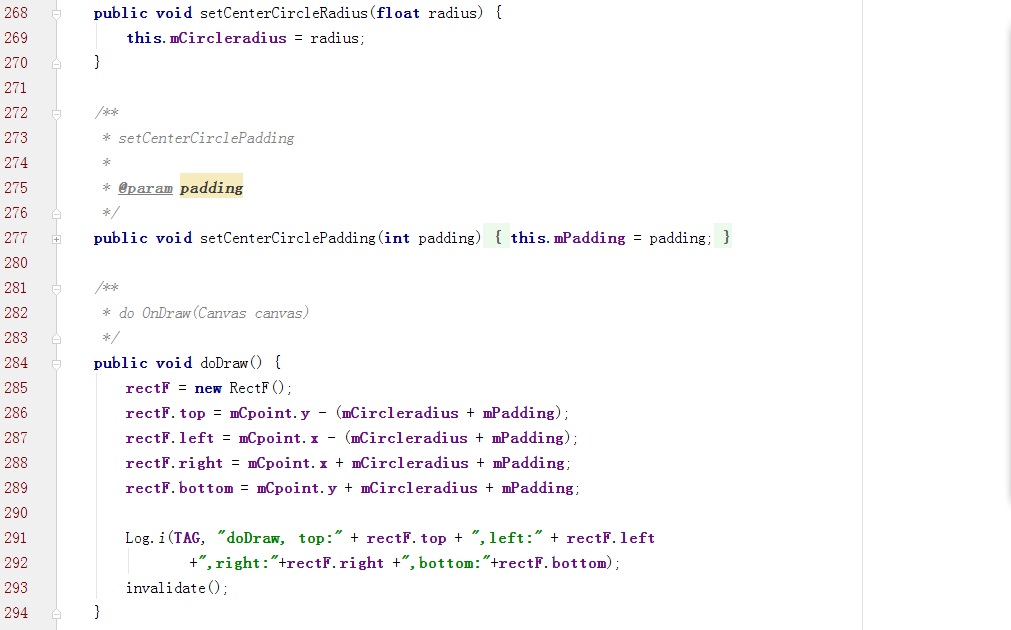 268 public void setCenterCircleRadius(float radius) {
269 this.mCircleradius = radius;
270 }
271
272 /**
273 * setCenterCirclePadding
274 *
275 * @param padding
276 */
277 public void setCenterCirclePadding(int padding) { this.mPadding = padding; }
280
281 /**
282 * do OnDraw(Canvas canvas)
283 */
284 public void doDraw() {
285 rectF = new RectF();
286 rectF.top = mCpoint.y - (mCircleradius + mPadding);
287 rectF.left = mCpoint.x - (mCircleradius + mPadding);
288 rectF.right = mCpoint.x + mCircleradius + mPadding;
289 rectF.bottom = mCpoint.y + mCircleradius + mPadding;
290
291 Log.i(TAG, "doDraw, top:" + rectF.top + ",left:" + rectF.left
292 +",right:"+rectF.right +",bottom:"+rectF.bottom);
293 invalidate();
294 }